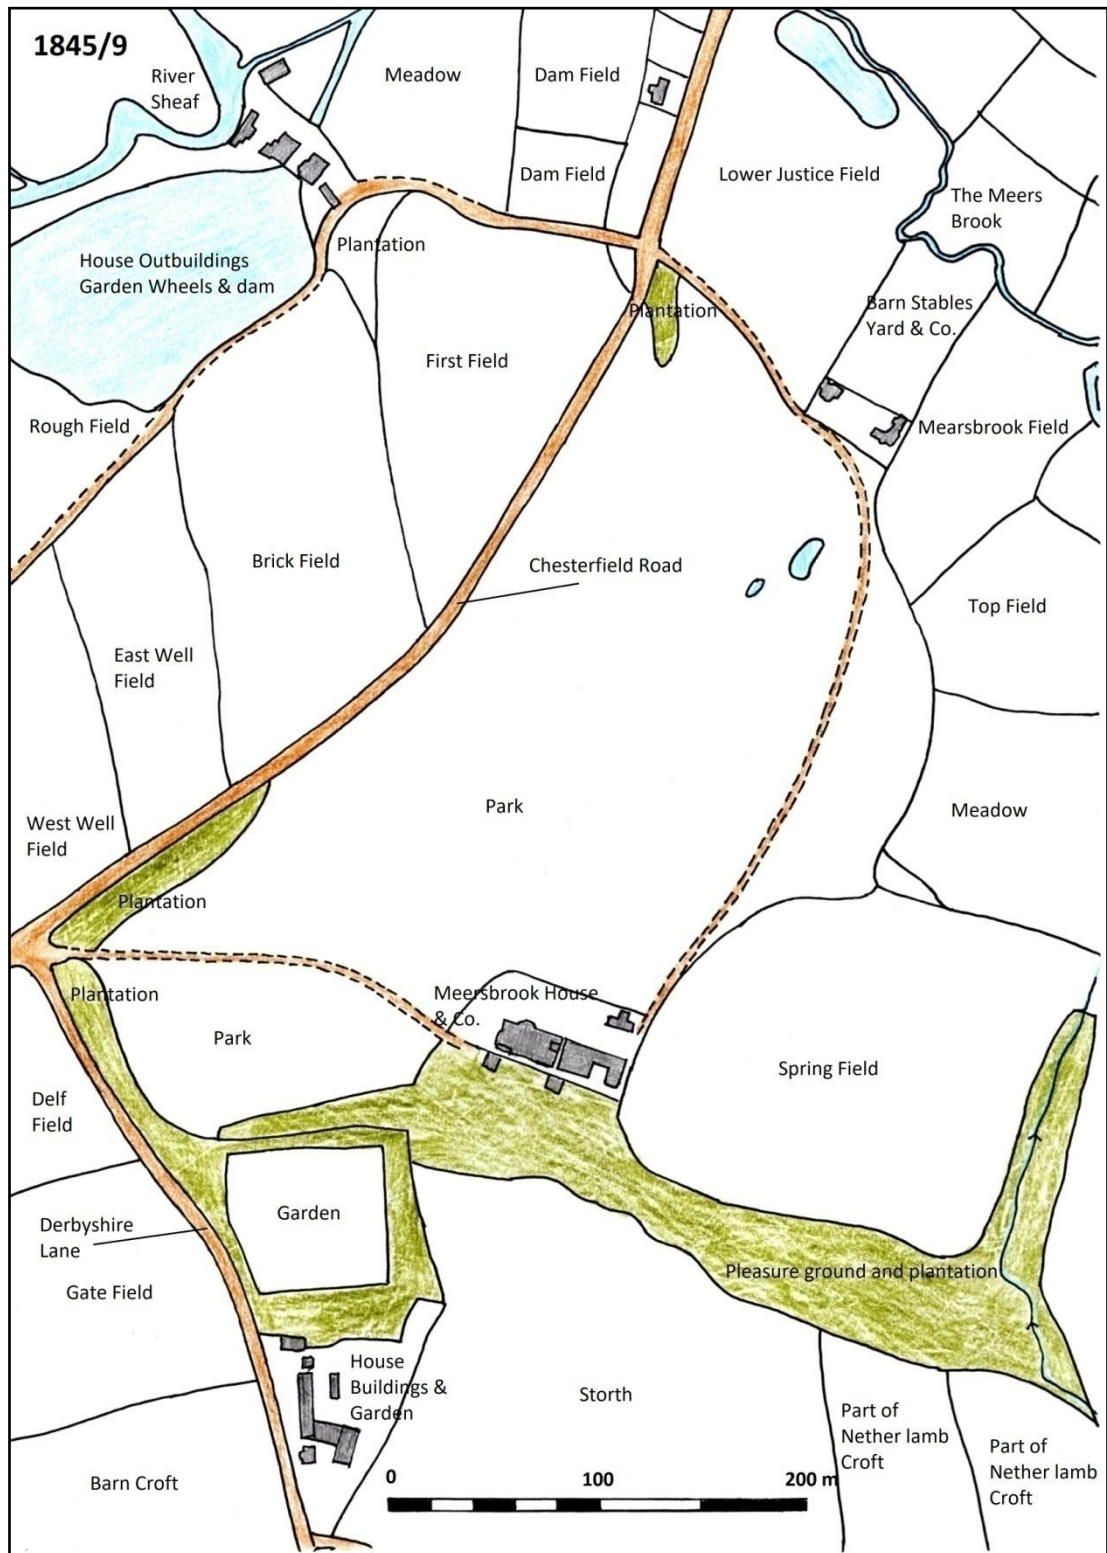 1845/9
River
Sheaf
Meadow
Dam Field
Dam Field
Lower Justice Field
The Meers
Brook
Plantation
House Outbuildings
Garden Wheels & dam
Plantation
Barn Stables
Yard & Co.
First Field
Rough Field
Mearsbrook Field
Brick Field
Chesterfield Road
Top Field
East Well
Field
Park
Meadow
West Well
Field
Plantation
Plantation
Meersbrook House
& Co.
Park
Spring Field
Delf
Field
Garden
Derbyshire
Lane
Gate Field
Pleasure ground and plantation
House
Buildings &
Garden
Storth
Part of
Nether lamb
Croft
Part of
Nether lamb
Croft
Barn Croft
0 100 200 m